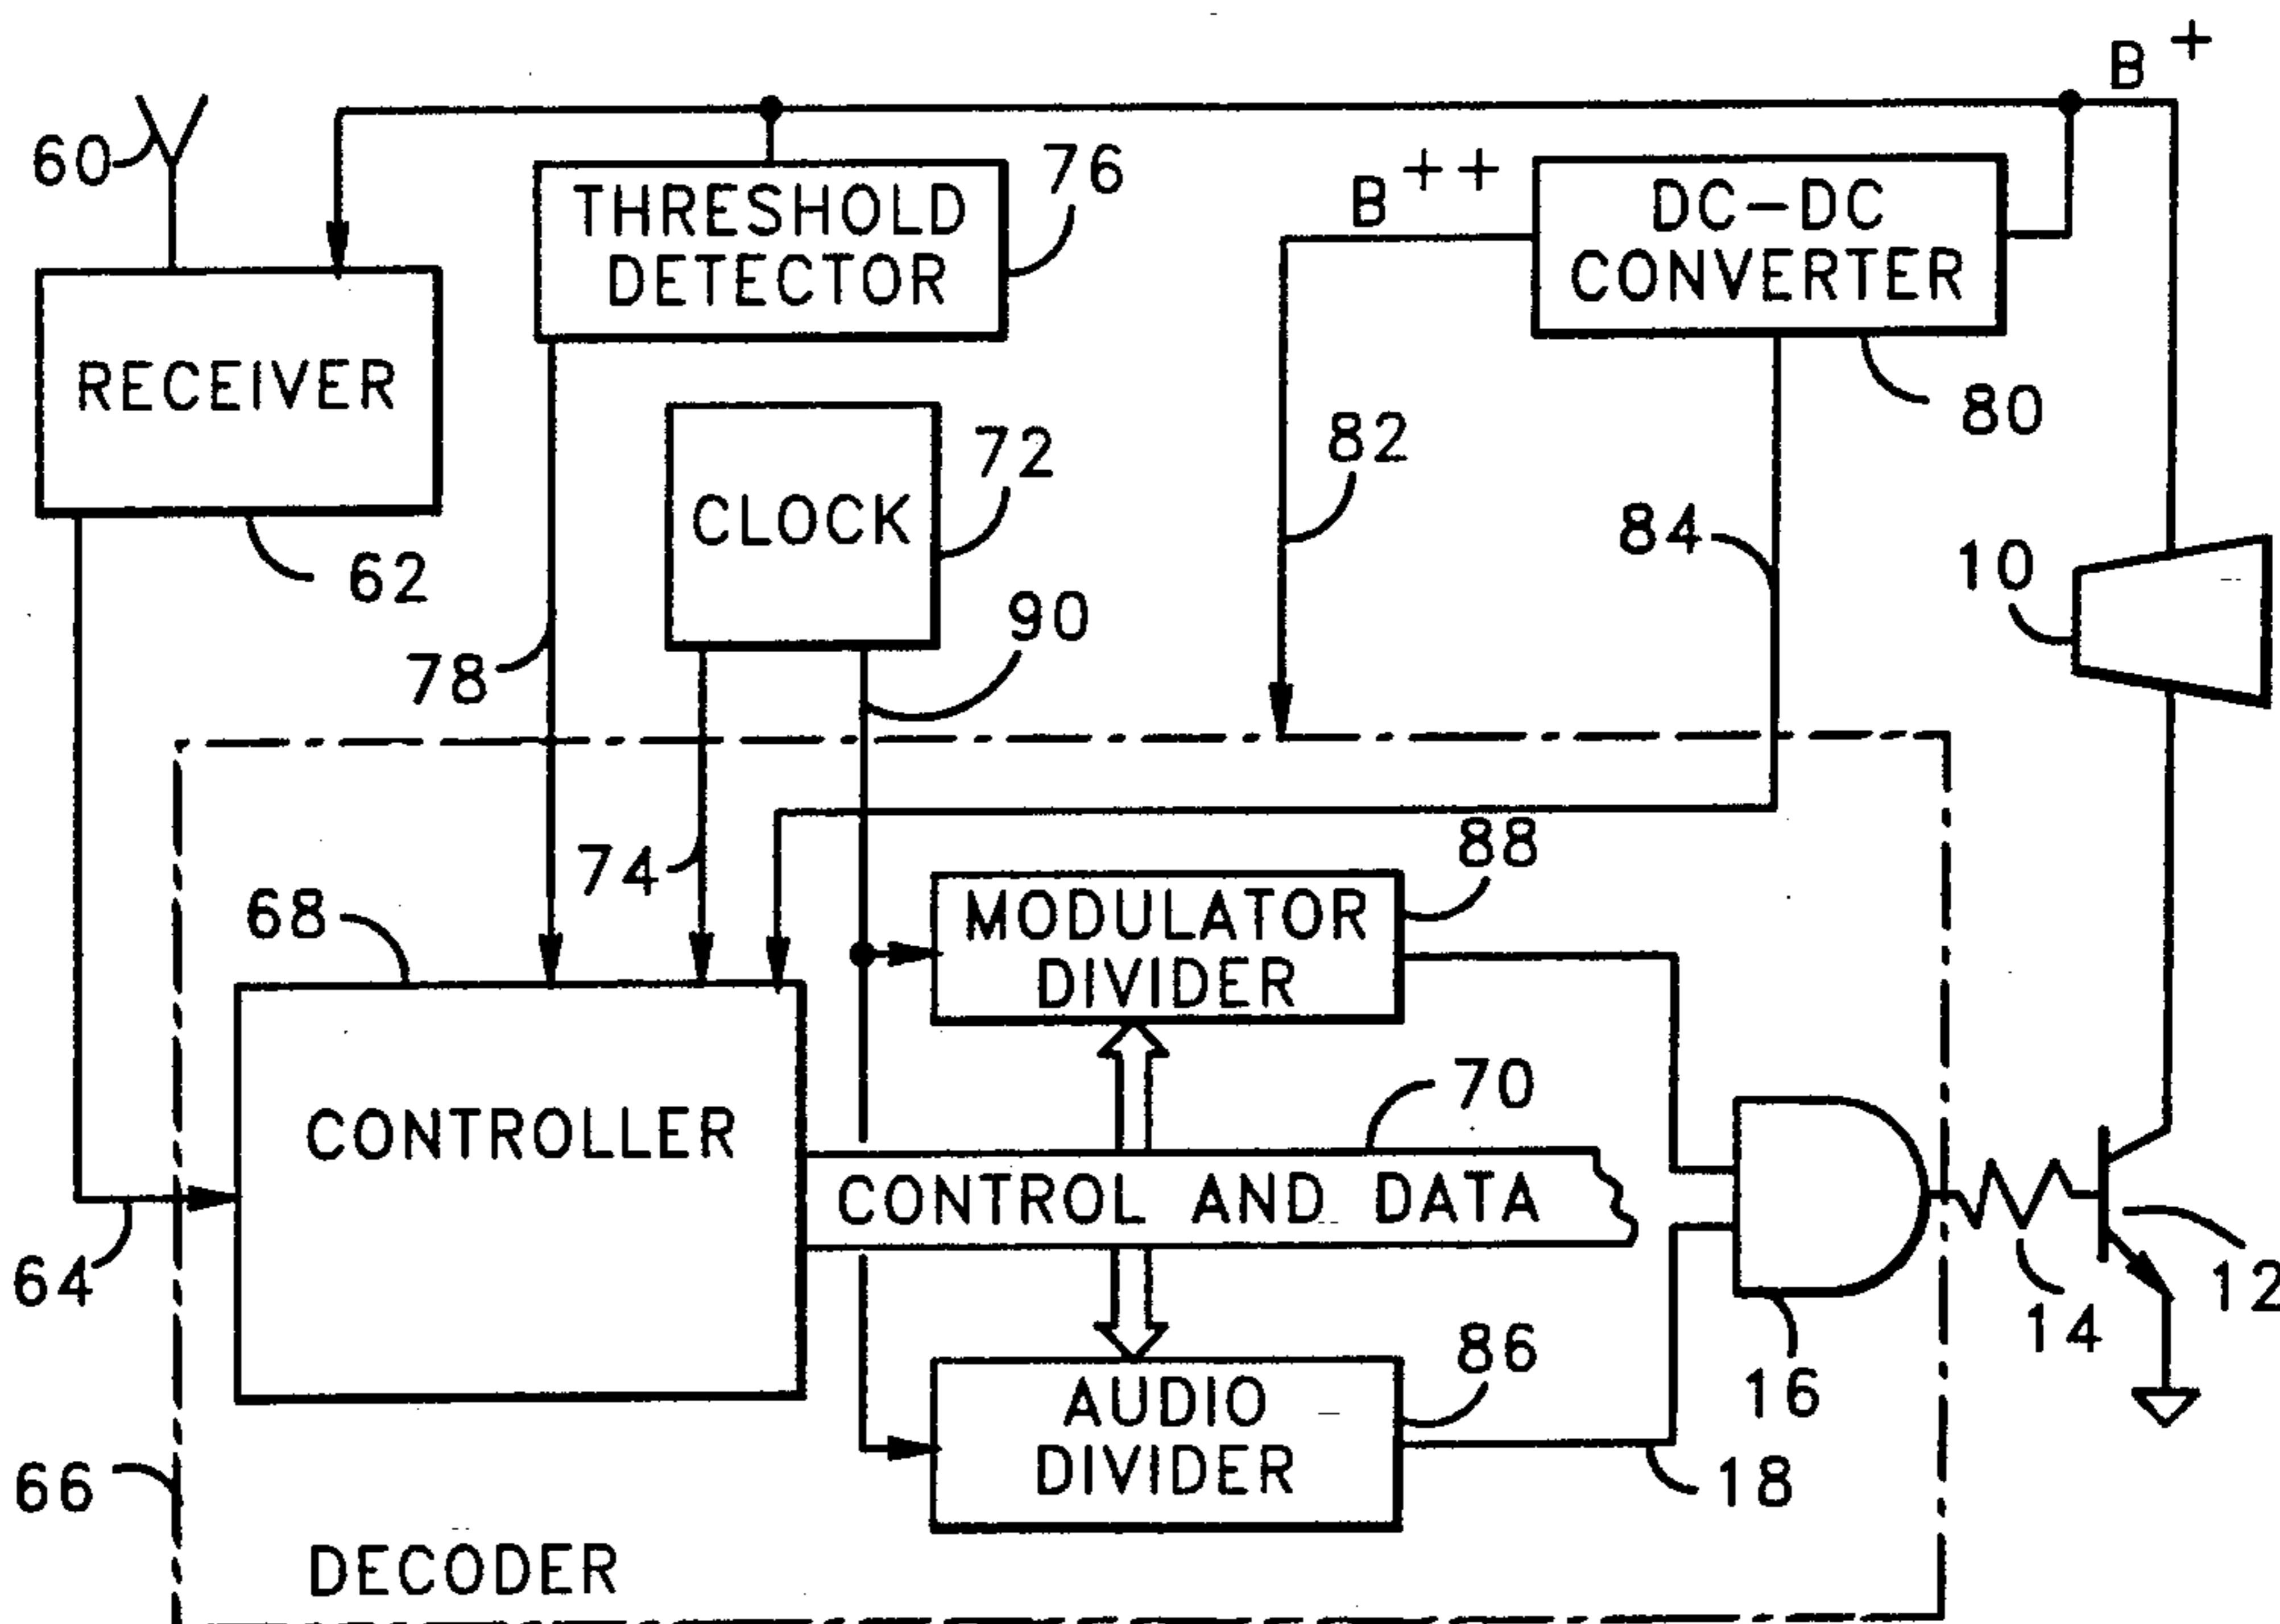 B+
60
THRESHOLD
DETECTOR
76
B++
DC-DC
CONVERTER
RECEIVER
80
72
82
CLOCK
84
62
10
90
78
88
74
68
MODULATOR
DIVIDER
70
CONTROLLER
CONTROL AND DATA
64
12
14
86
16
AUDIO
DIVIDER
18
66
DECODER